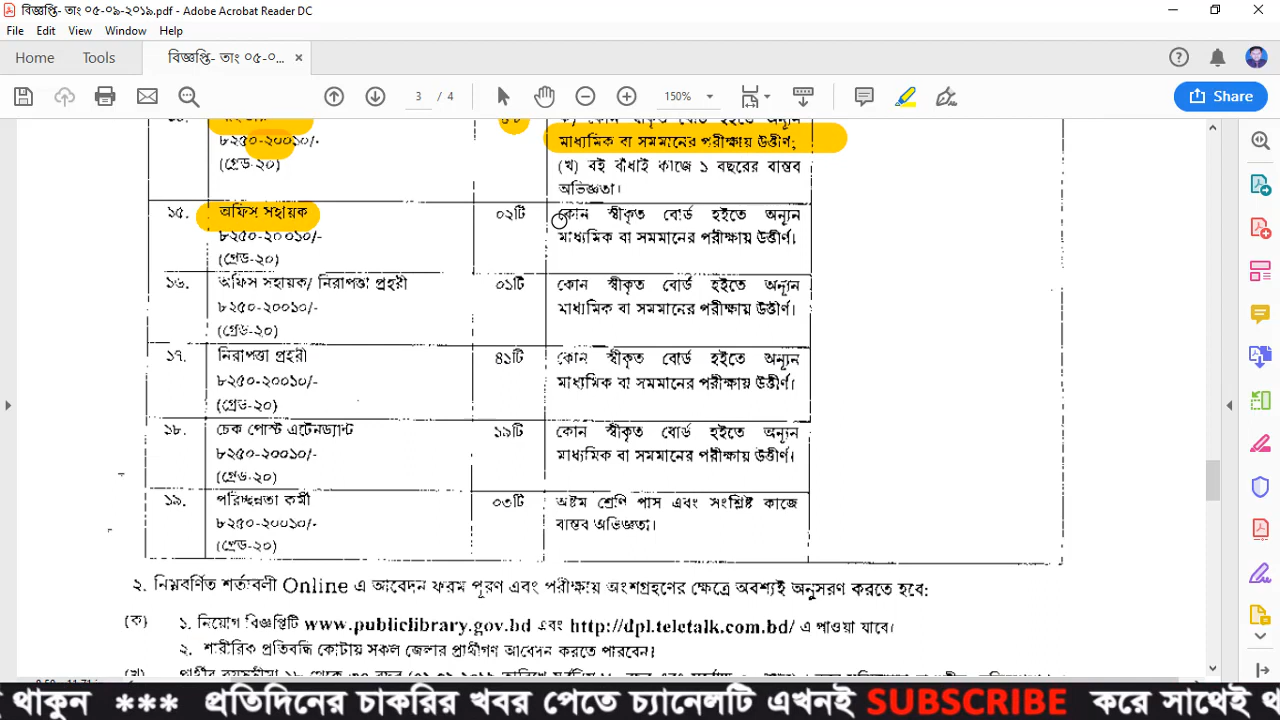 বিজ্ঞপ্তি- তাং ০৫-০৯-২০১৯.pdf - Adobe Acrobat Reader DC
File Edit View Window Help
Home Tools বিজ্ঞপ্তি- তাং ০৫-০...
3 / 4 150% Share
৮২৫০-২০০১০/-
মাধ্যমিক বা সমমানের পরীক্ষায় উত্তীর্ণ;
(গ্রেড-২০)
(খ) বই বাঁধাই কাজে ১ বছরের বাস্তব
অভিজ্ঞতা।
১৫. অফিস সহায়ক ০২টি কোন স্বীকৃত বোর্ড হইতে অন্যূন
৮২৫০-২০০১০/- মাধ্যমিক বা সমমানের পরীক্ষায় উত্তীর্ণ।
(গ্রেড-২০)
১৬. অফিস সহায়ক/ নিরাপত্তা প্রহরী ০১টি কোন স্বীকৃত বোর্ড হইতে অন্যূন
৮২৫০-২০০১০/- মাধ্যমিক বা সমমানের পরীক্ষায় উত্তীর্ণ।
(গ্রেড-২০)
১৭. নিরাপত্তা প্রহরী ৪১টি কোন স্বীকৃত বোর্ড হইতে অন্যূন
৮২৫০-২০০১০/- মাধ্যমিক বা সমমানের পরীক্ষায় উত্তীর্ণ।
(গ্রেড-২০)
১৮. চেক পোস্ট এটেনড্যান্ট ১৯টি কোন স্বীকৃত বোর্ড হইতে অন্যূন
৮২৫০-২০০১০/- মাধ্যমিক বা সমমানের পরীক্ষায় উত্তীর্ণ।
(গ্রেড-২০)
১৯. পরিচ্ছন্নতা কর্মী ০৩টি অষ্টম শ্রেণি পাস এবং সংশ্লিষ্ট কাজে
৮২৫০-২০০১০/- বাস্তব অভিজ্ঞতা।
(গ্রেড-২০)
২. নিম্নবর্ণিত শর্তাবলী Online এ আবেদন ফরম পূরণ এবং পরীক্ষায় অংশগ্রহণের ক্ষেত্রে অবশ্যই অনুসরণ করতে হবে:
(ক) ১. নিয়োগ বিজ্ঞপ্তিটি www.publiclibrary.gov.bd এবং http://dpl.teletalk.com.bd/ এ পাওয়া যাবে।
২. শারীরিক প্রতিবন্ধি কোটায় সকল জেলার প্রার্থীগণ আবেদন করতে পারবেন।
থাকুন *** প্রতিদিনের চাকরির খবর পেতে চ্যানেলটি এখনই SUBSCRIBE করে সাথেই